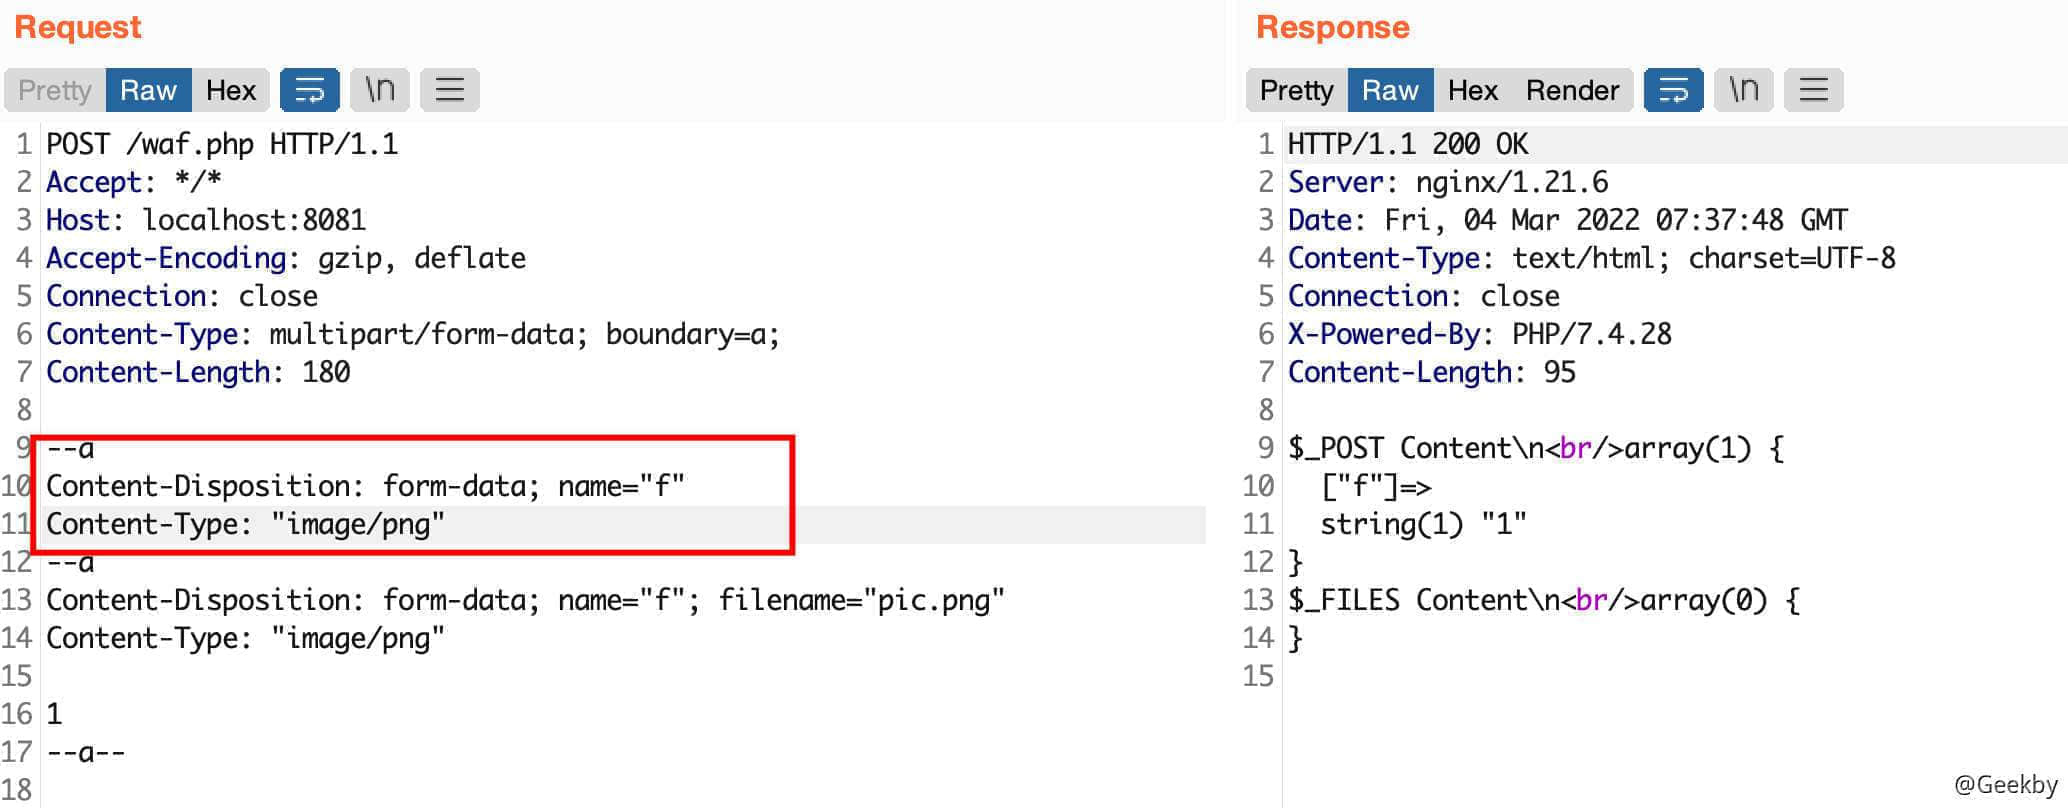 Request
Pretty Raw Hex \n
1 POST /waf.php HTTP/1.1
2 Accept: */*
3 Host: localhost:8081
4 Accept-Encoding: gzip, deflate
5 Connection: close
6 Content-Type: multipart/form-data; boundary=a;
7 Content-Length: 180
8
9 --a
10 Content-Disposition: form-data; name="f"
11 Content-Type: "image/png"
12 --a
13 Content-Disposition: form-data; name="f"; filename="pic.png"
14 Content-Type: "image/png"
15
16 1
17 --a--
18
Response
Pretty Raw Hex Render \n
1 HTTP/1.1 200 OK
2 Server: nginx/1.21.6
3 Date: Fri, 04 Mar 2022 07:37:48 GMT
4 Content-Type: text/html; charset=UTF-8
5 Connection: close
6 X-Powered-By: PHP/7.4.28
7 Content-Length: 95
8
9 $_POST Content\n<br/>array(1) {
10 ["f"]=>
11 string(1) "1"
12 }
13 $_FILES Content\n<br/>array(0) {
14 }
15
@Geekby